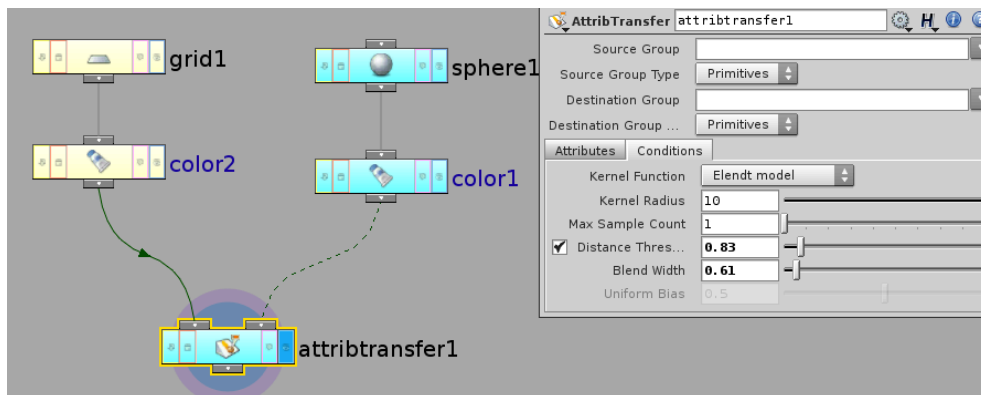 grid1
sphere1
color2
color1
attribtransfer1
AttribTransfer attribtransfer1
Source Group
Source Group Type Primitives
Destination Group
Destination Group ... Primitives
Attributes Conditions
Kernel Function Elendt model
Kernel Radius 10
Max Sample Count 1
Distance Thres... 0.83
Blend Width 0.61
Uniform Bias 0.5